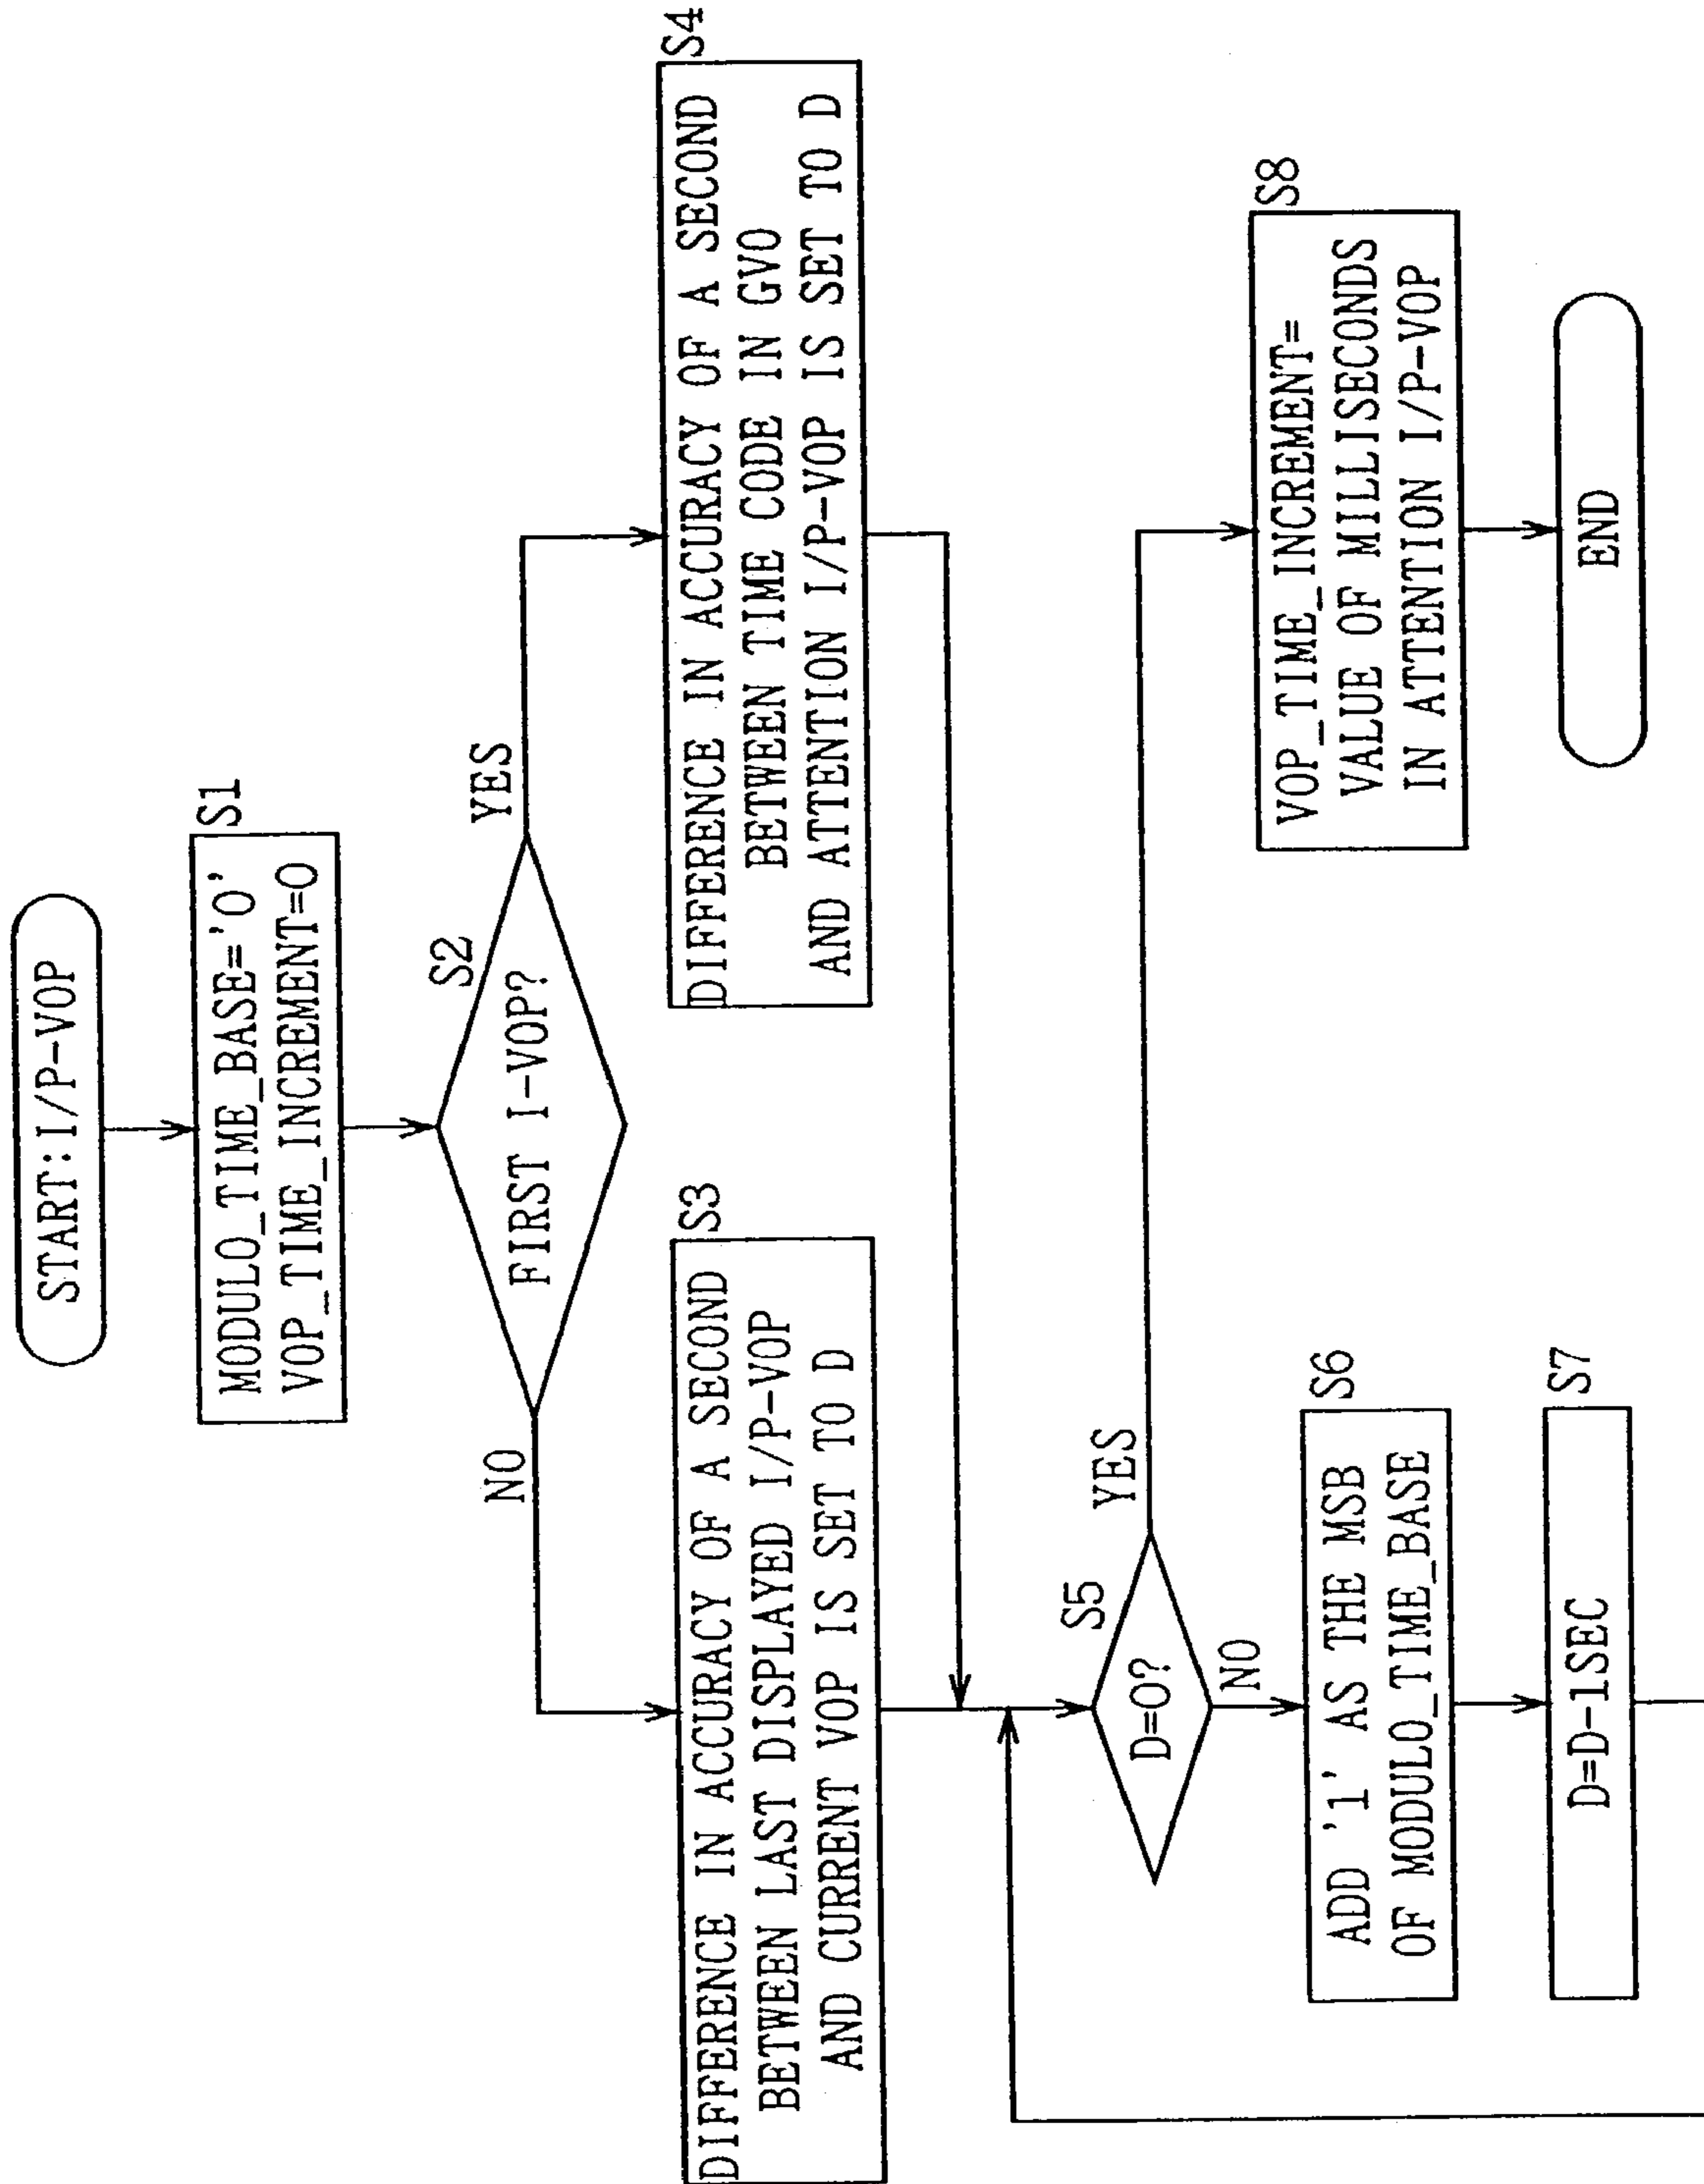 START:I/P-VOP
S1
MODULO_TIME_BASE='0'
VOP_TIME_INCREMENT=0
S2
FIRST I-VOP?
NO
YES
S3
DIFFERENCE IN ACCURACY OF A SECOND
BETWEEN LAST DISPLAYED I/P-VOP
AND CURRENT VOP IS SET TO D
S4
DIFFERENCE IN ACCURACY OF A SECOND
BETWEEN TIME CODE IN GVO
AND ATTENTION I/P-VOP IS SET TO D
S5
D=0?
YES
NO
S6
ADD '1' AS THE MSB
OF MODULO_TIME_BASE
S7
D=D-1SEC
S8
VOP_TIME_INCREMENT=
VALUE OF MILLISECONDS
IN ATTENTION I/P-VOP
END